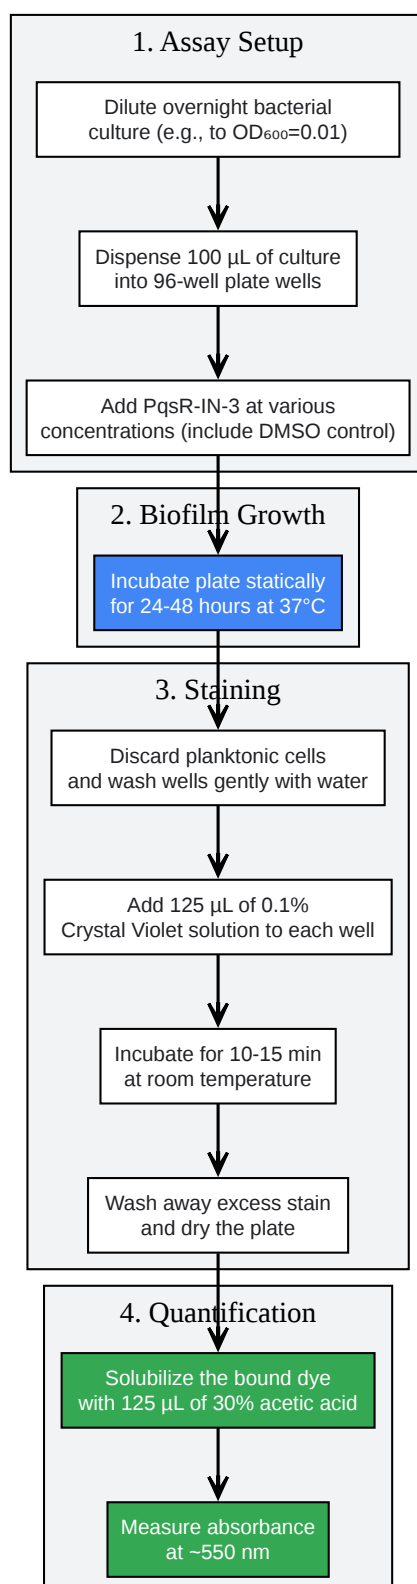 1. Assay Setup
Dilute overnight bacterial
culture (e.g., to OD₆₀₀=0.01)
Dispense 100 µL of culture
into 96-well plate wells
Add PqsR-IN-3 at various
concentrations (include DMSO control)
2. Biofilm Growth
Incubate plate statically
for 24-48 hours at 37°C
3. Staining
Discard planktonic cells
and wash wells gently with water
Add 125 µL of 0.1%
Crystal Violet solution to each well
Incubate for 10-15 min
at room temperature
Wash away excess stain
and dry the plate
4. Quantification
Solubilize the bound dye
with 125 µL of 30% acetic acid
Measure absorbance
at ~550 nm